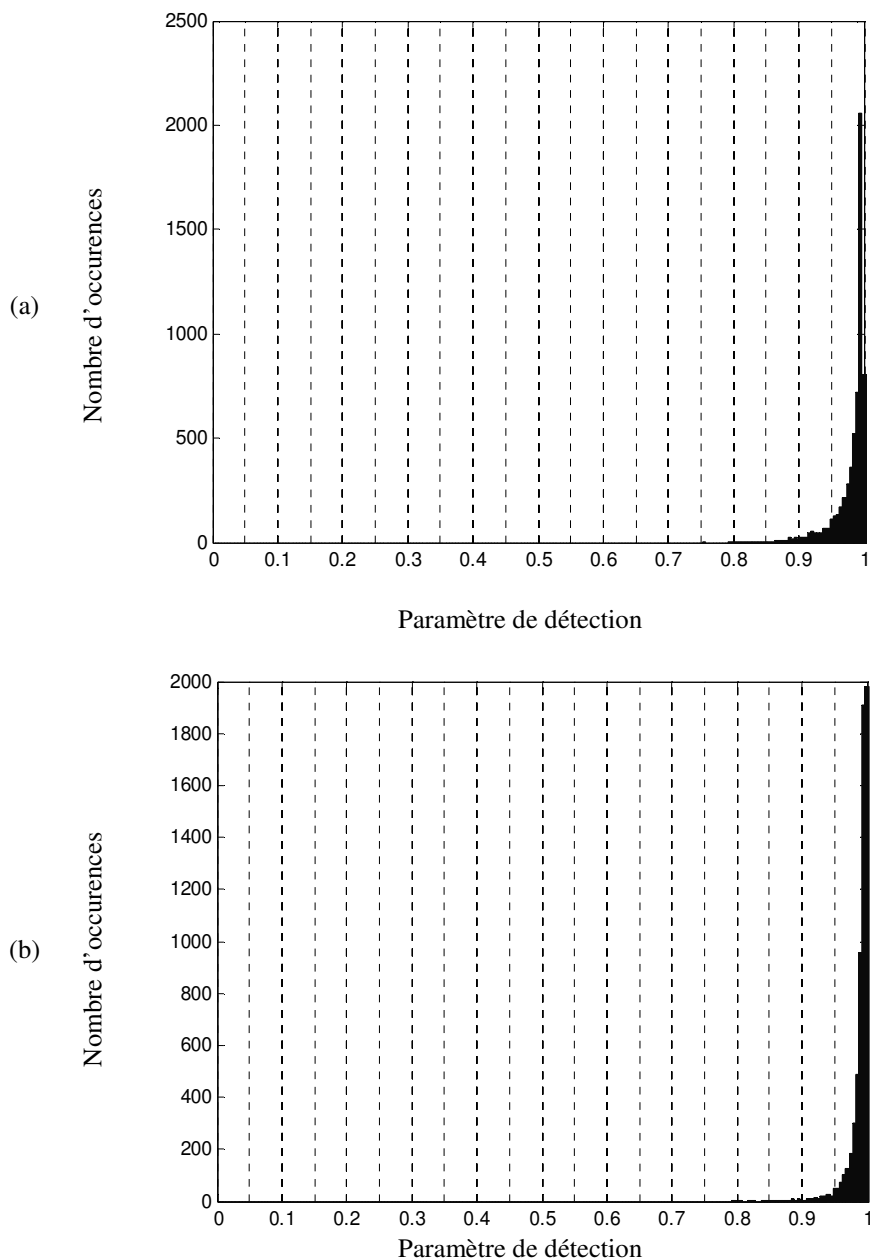 2500
2000
1500
1000
500
0
(a)
Nombre d'occurences
0 0.1 0.2 0.3 0.4 0.5 0.6 0.7 0.8 0.9 1
Paramètre de détection
2000
1800
1600
1400
1200
1000
800
600
400
200
0
(b)
Nombre d'occurences
0 0.1 0.2 0.3 0.4 0.5 0.6 0.7 0.8 0.9 1
Paramètre de détection